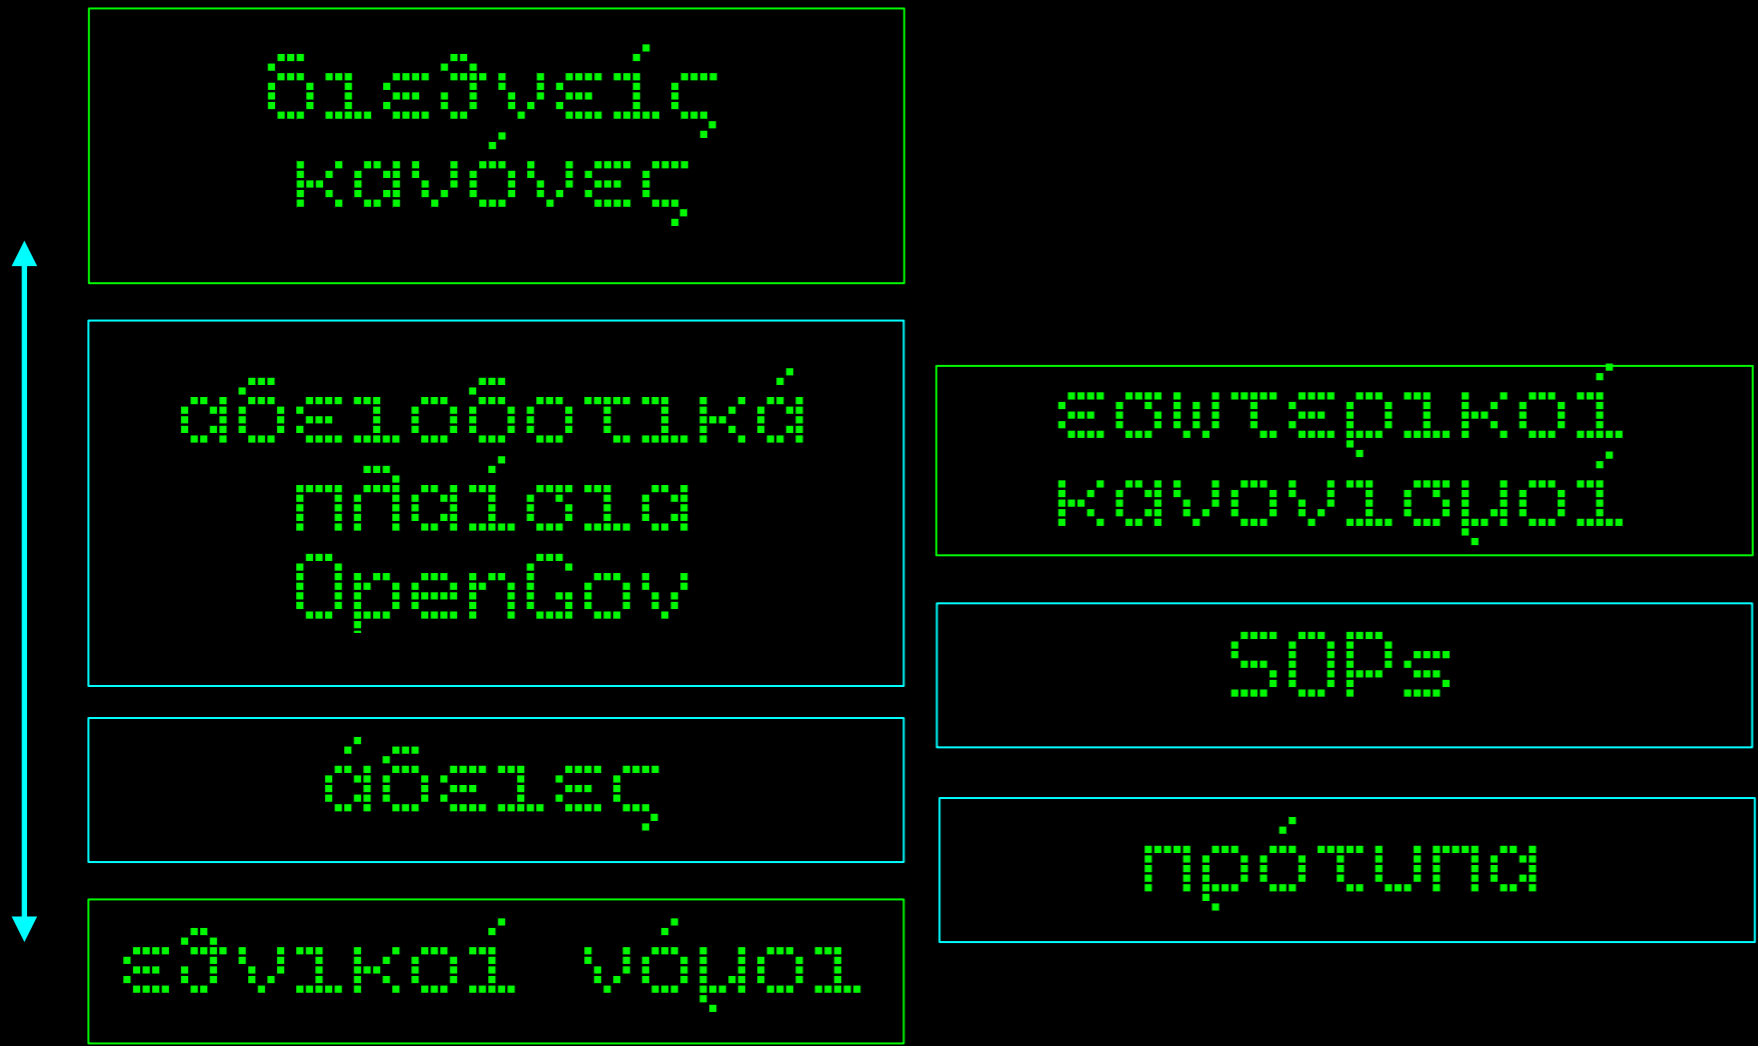 διεθνείς
κανόνες
αδειοδοτικά
πλαίσια
OpenGov
άδειες
εθνικοί νόμοι
εσωτερικοί
κανονισμοί
SOPs
πρότυπα